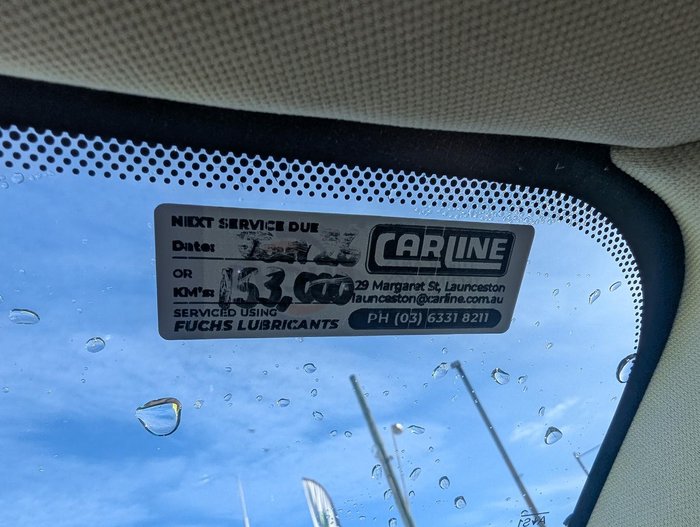 NEXT SERVICE DUE
Date:
CARLINE
OR
KM's: 153,000
29 Margaret St, Launceston
launceston@carline.com.au
SERVICED USING
FUCHS LUBRICANTS
PH (03) 6331 8211